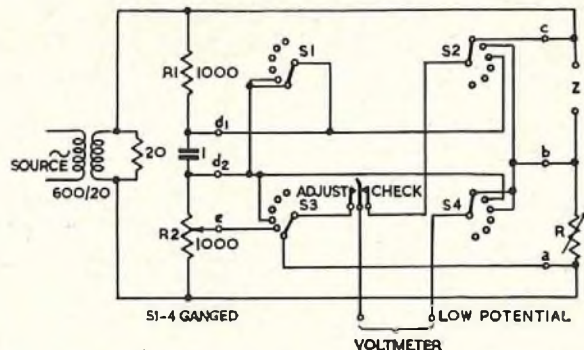 c
S1
S2
R1
1000
Z
d1
b
1
d2
20
SOURCE
~
ADJUST
CHECK
600/20
S3
S4
e
R2
1000
R
a
S1-4 GANGED
LOW POTENTIAL
VOLTMETER